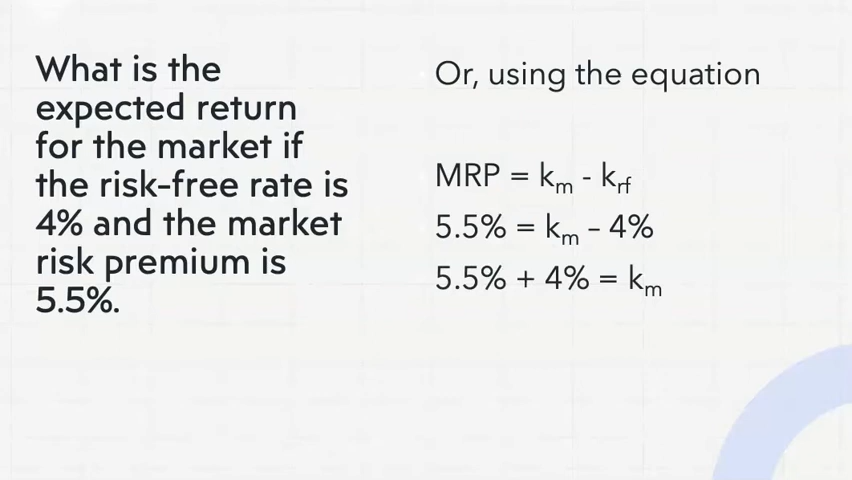 What is the
expected return
for the market if
the risk-free rate is
4% and the market
risk premium is
5.5%.
Or, using the equation
MRP = kₘ - k_rf
5.5% = kₘ – 4%
5.5% + 4% = kₘ